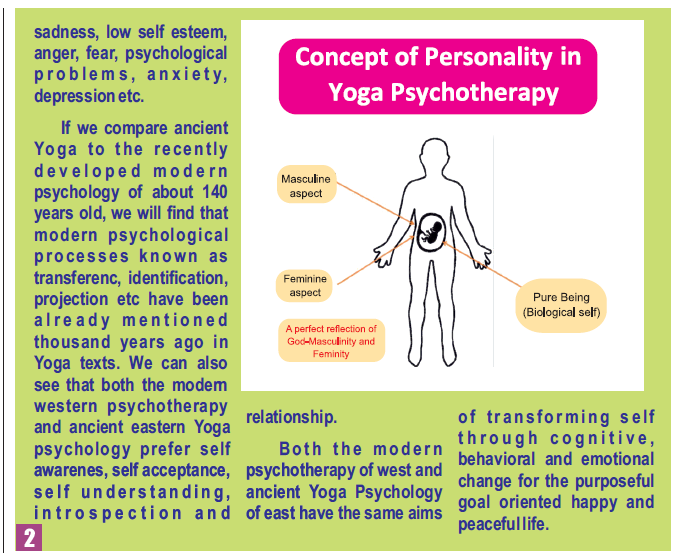 sadness, low self esteem,
anger, fear, psychological
problems, anxiety,
depression etc.
If we compare ancient
Yoga to the recently
developed modern
psychology of about 140
years old, we will find that
modern psychological
processes known as
transferenc, identification,
projection etc have been
already mentioned
thousand years ago in
Yoga texts. We can also
see that both the modern
western psychotherapy
and ancient eastern Yoga
psychology prefer self
awarenes, self acceptance,
self understanding,
introspection and
Concept of Personality in
Yoga Psychotherapy
Masculine
aspect
Feminine
aspect
A perfect reflection of
God-Masculinity and
Feminity
Pure Being
(Biological self)
relationship.
Both the modern
psychotherapy of west and
ancient Yoga Psychology
of east have the same aims
of transforming self
through cognitive,
behavioral and emotional
change for the purposeful
goal oriented happy and
peaceful life.
2